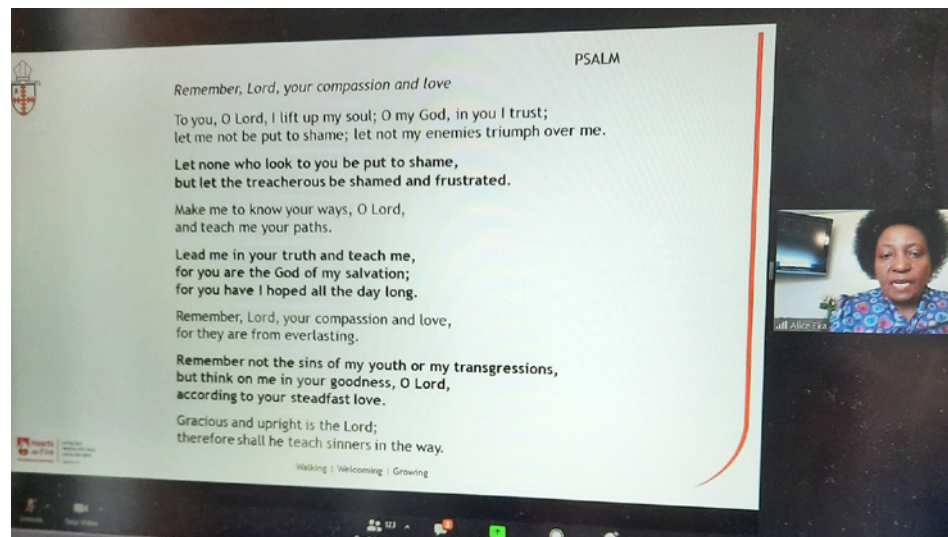 PSALM
Remember, Lord, your compassion and love
To you, O Lord, I lift up my soul; O my God, in you I trust;
let me not be put to shame; let not my enemies triumph over me.
Let none who look to you be put to shame,
but let the treacherous be shamed and frustrated.
Make me to know your ways, O Lord,
and teach me your paths.
Lead me in your truth and teach me,
for you are the God of my salvation;
for you have I hoped all the day long.
Remember, Lord, your compassion and love,
for they are from everlasting.
Remember not the sins of my youth or my transgressions,
but think on me in your goodness, O Lord,
according to your steadfast love.
Gracious and upright is the Lord;
therefore shall he teach sinners in the way.
Walking | Welcoming | Growing
Hearts
on Fire
Alice Eka
123